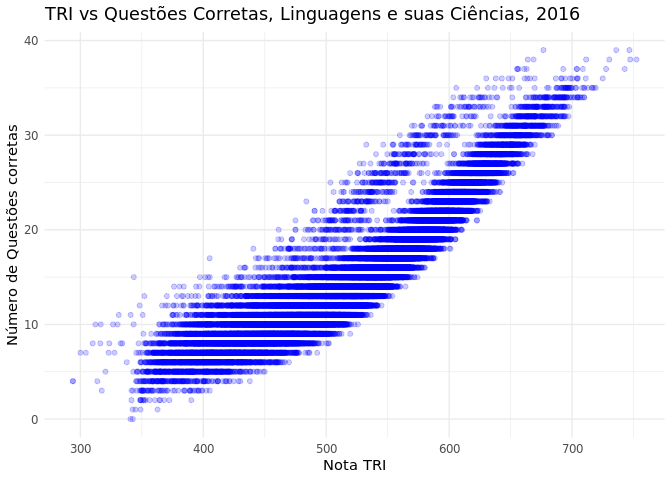 TRI vs Questões Corretas, Linguagens e suas Ciências, 2016
Número de Questões corretas
40
30
20
10
0
300 400 500 600 700
Nota TRI